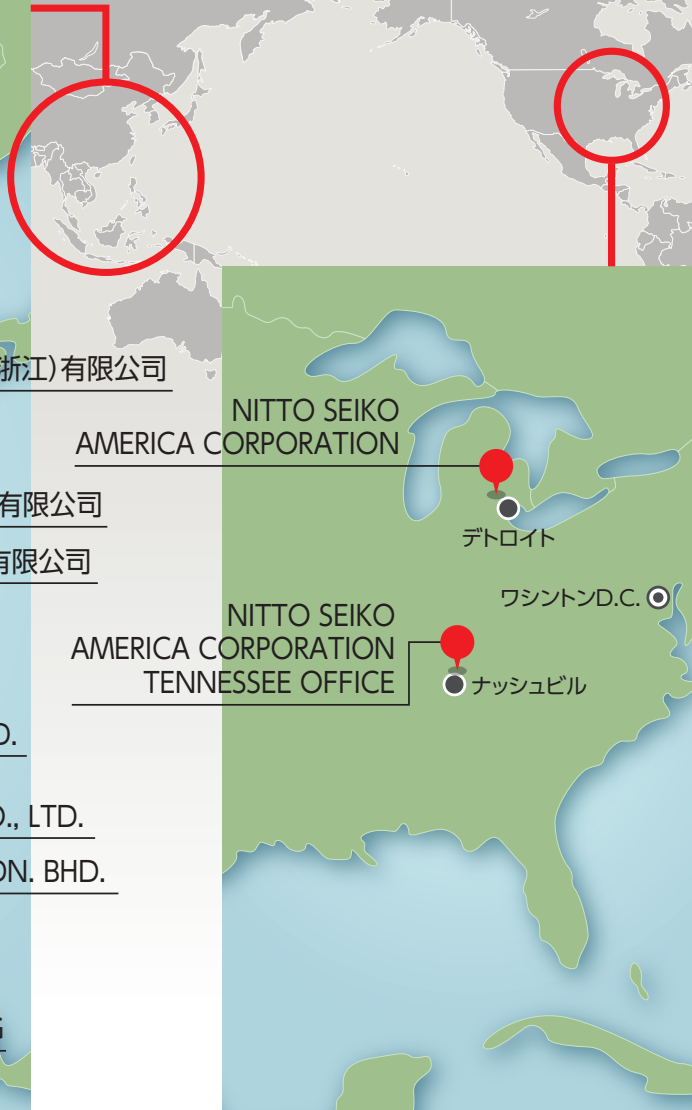 浙江)有限公司
NITTO SEIKO
AMERICA CORPORATION
デトロイト
有限公司
有限公司
ワシントンD.C.
NITTO SEIKO
AMERICA CORPORATION
TENNESSEE OFFICE
ナッシュビル
D.
O., LTD.
DN. BHD.
G